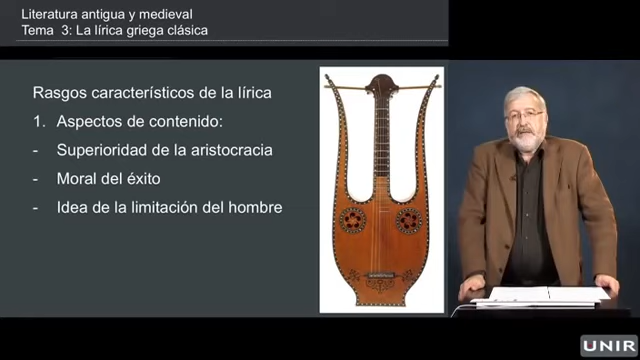 Literatura antigua y medieval
Tema 3: La lírica griega clásica
Rasgos característicos de la lírica
1. Aspectos de contenido:
- Superioridad de la aristocracia
- Moral del éxito
- Idea de la limitación del hombre
UNIR